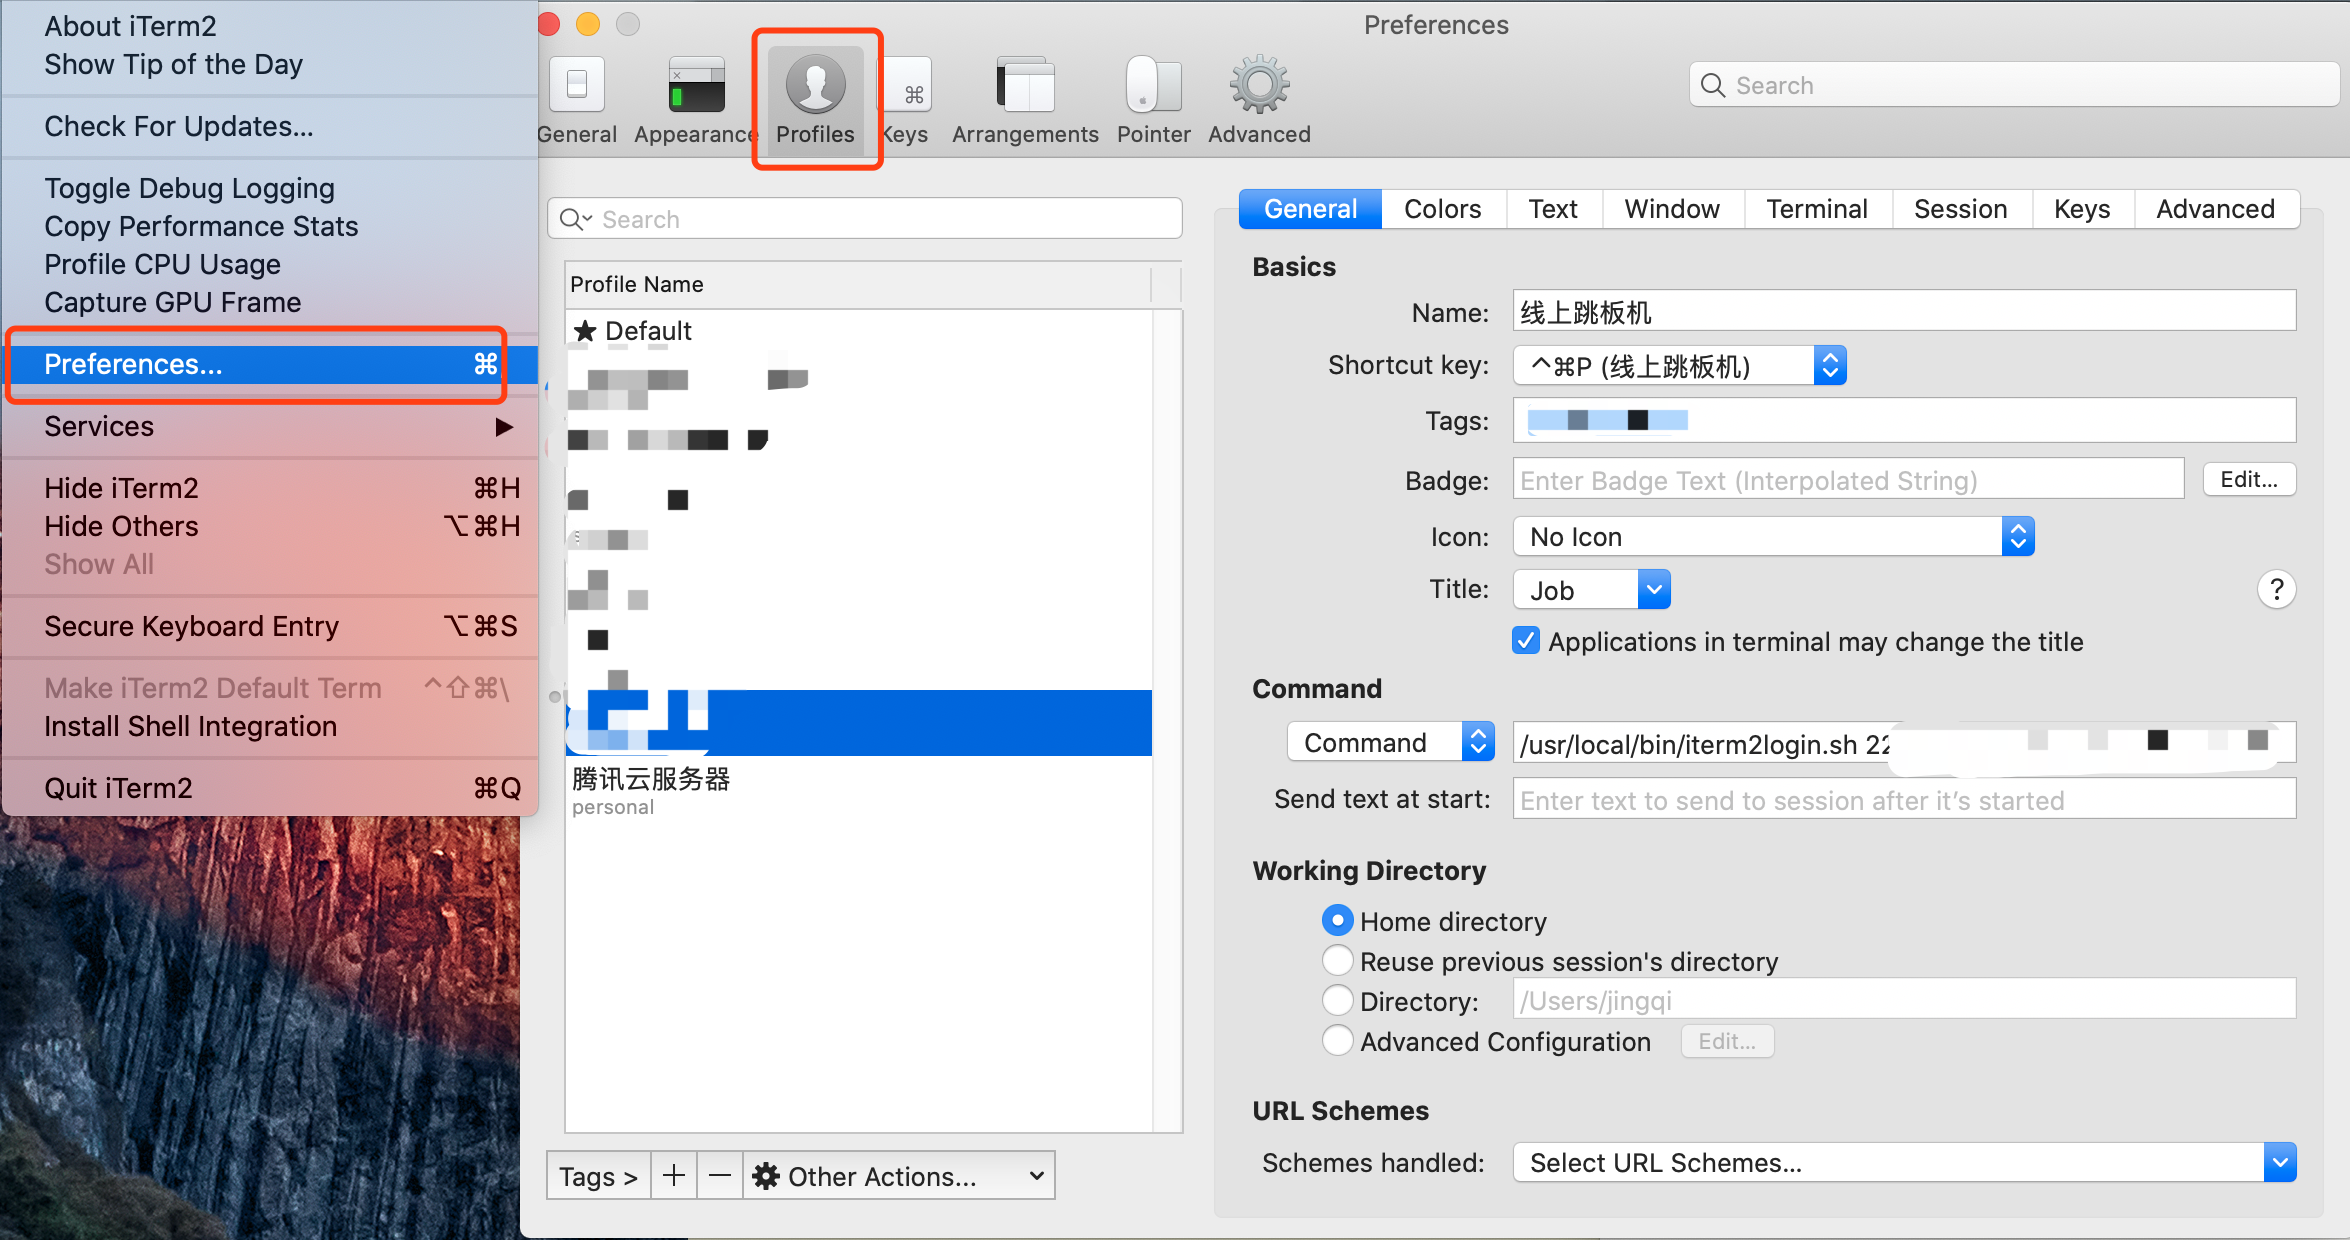 About iTerm2
Show Tip of the Day
Check For Updates...
Toggle Debug Logging
Copy Performance Stats
Profile CPU Usage
Capture GPU Frame
Preferences... ⌘
Services ▶
Hide iTerm2 ⌘H
Hide Others ⌥⌘H
Show All
Secure Keyboard Entry ⌥⌘S
Make iTerm2 Default Term ^⇧⌘\
Install Shell Integration
Quit iTerm2 ⌘Q
Preferences
General Appearance Profiles Keys Arrangements Pointer Advanced
Search
Search
Profile Name
★ Default
腾讯云服务器
personal
Tags > + − Other Actions...
General Colors Text Window Terminal Session Keys Advanced
Basics
Name: 线上跳板机
Shortcut key: ^⌘P (线上跳板机)
Tags:
Badge: Enter Badge Text (Interpolated String) Edit...
Icon: No Icon
Title: Job ?
Applications in terminal may change the title
Command
Command /usr/local/bin/iterm2login.sh 22
Send text at start: Enter text to send to session after it's started
Working Directory
Home directory
Reuse previous session's directory
Directory: /Users/jingqi
Advanced Configuration Edit...
URL Schemes
Schemes handled: Select URL Schemes...